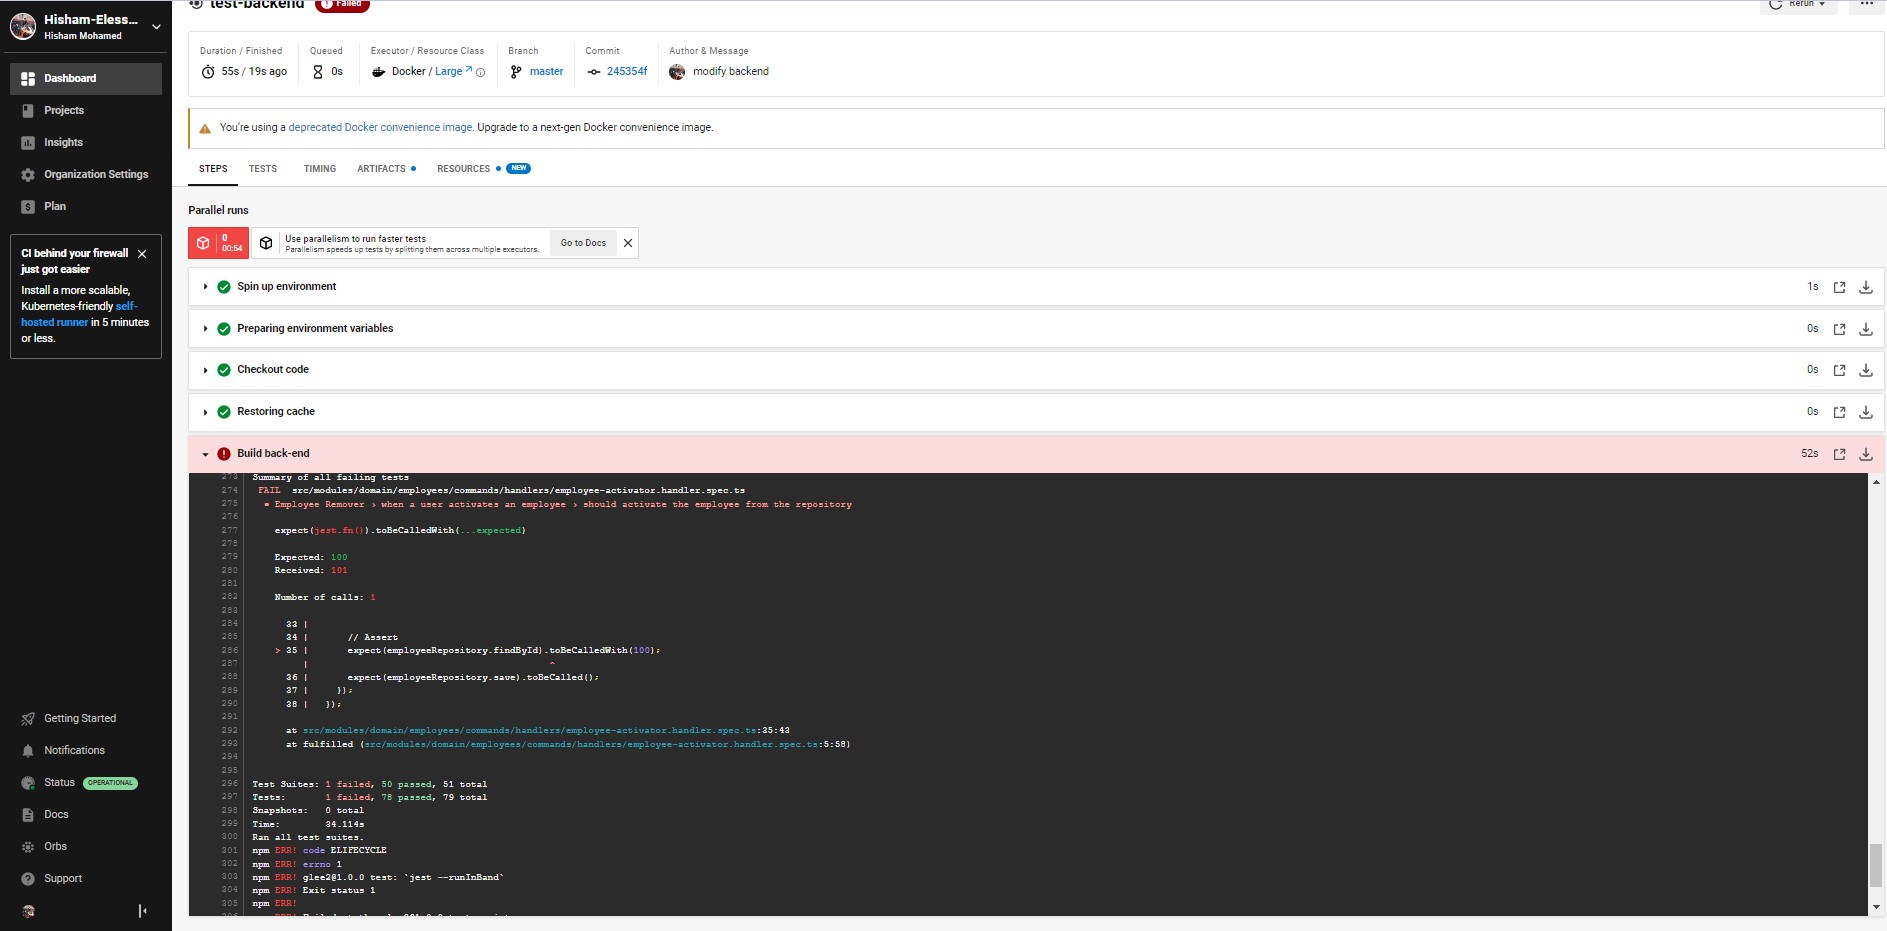 Hisham-Eless...
Hisham Mohamed
Dashboard
Projects
Insights
Organization Settings
Plan
CI behind your firewall
just got easier
Install a more scalable,
Kubernetes-friendly self-
hosted runner in 5 minutes
or less.
Getting Started
Notifications
Status OPERATIONAL
Docs
Orbs
Support
test-backend Failed
Rerun
Duration / Finished
55s / 19s ago
Queued
0s
Executor / Resource Class
Docker / Large
Branch
master
Commit
245354f
Author & Message
modify backend
You're using a deprecated Docker convenience image. Upgrade to a next-gen Docker convenience image.
STEPS TESTS TIMING ARTIFACTS RESOURCES NEW
Parallel runs
0
00:54
Use parallelism to run faster tests
Parallelism speeds up tests by splitting them across multiple executors.
Go to Docs
Spin up environment 1s
Preparing environment variables 0s
Checkout code 0s
Restoring cache 0s
Build back-end 52s
273 Summary of all failing tests
274 FAIL src/modules/domain/employees/commands/handlers/employee-activator.handler.spec.ts
275 Employee Remover › when a user activates an employee › should activate the employee from the repository
276
277 expect(jest.fn()).toBeCalledWith(...expected)
278
279 Expected: 100
280 Received: 101
281
282 Number of calls: 1
283
284 33 |
285 34 | // Assert
286 > 35 | expect(employeeRepository.findById).toBeCalledWith(100);
287 | ^
288 36 | expect(employeeRepository.save).toBeCalled();
289 37 | });
290 38 | });
291
292 at src/modules/domain/employees/commands/handlers/employee-activator.handler.spec.ts:35:43
293 at fulfilled (src/modules/domain/employees/commands/handlers/employee-activator.handler.spec.ts:5:58)
294
295
296 Test Suites: 1 failed, 50 passed, 51 total
297 Tests: 1 failed, 78 passed, 79 total
298 Snapshots: 0 total
299 Time: 34.114s
300 Ran all test suites.
301 npm ERR! code ELIFECYCLE
302 npm ERR! errno 1
303 npm ERR! glee2@1.0.0 test: `jest --runInBand`
304 npm ERR! Exit status 1
305 npm ERR!